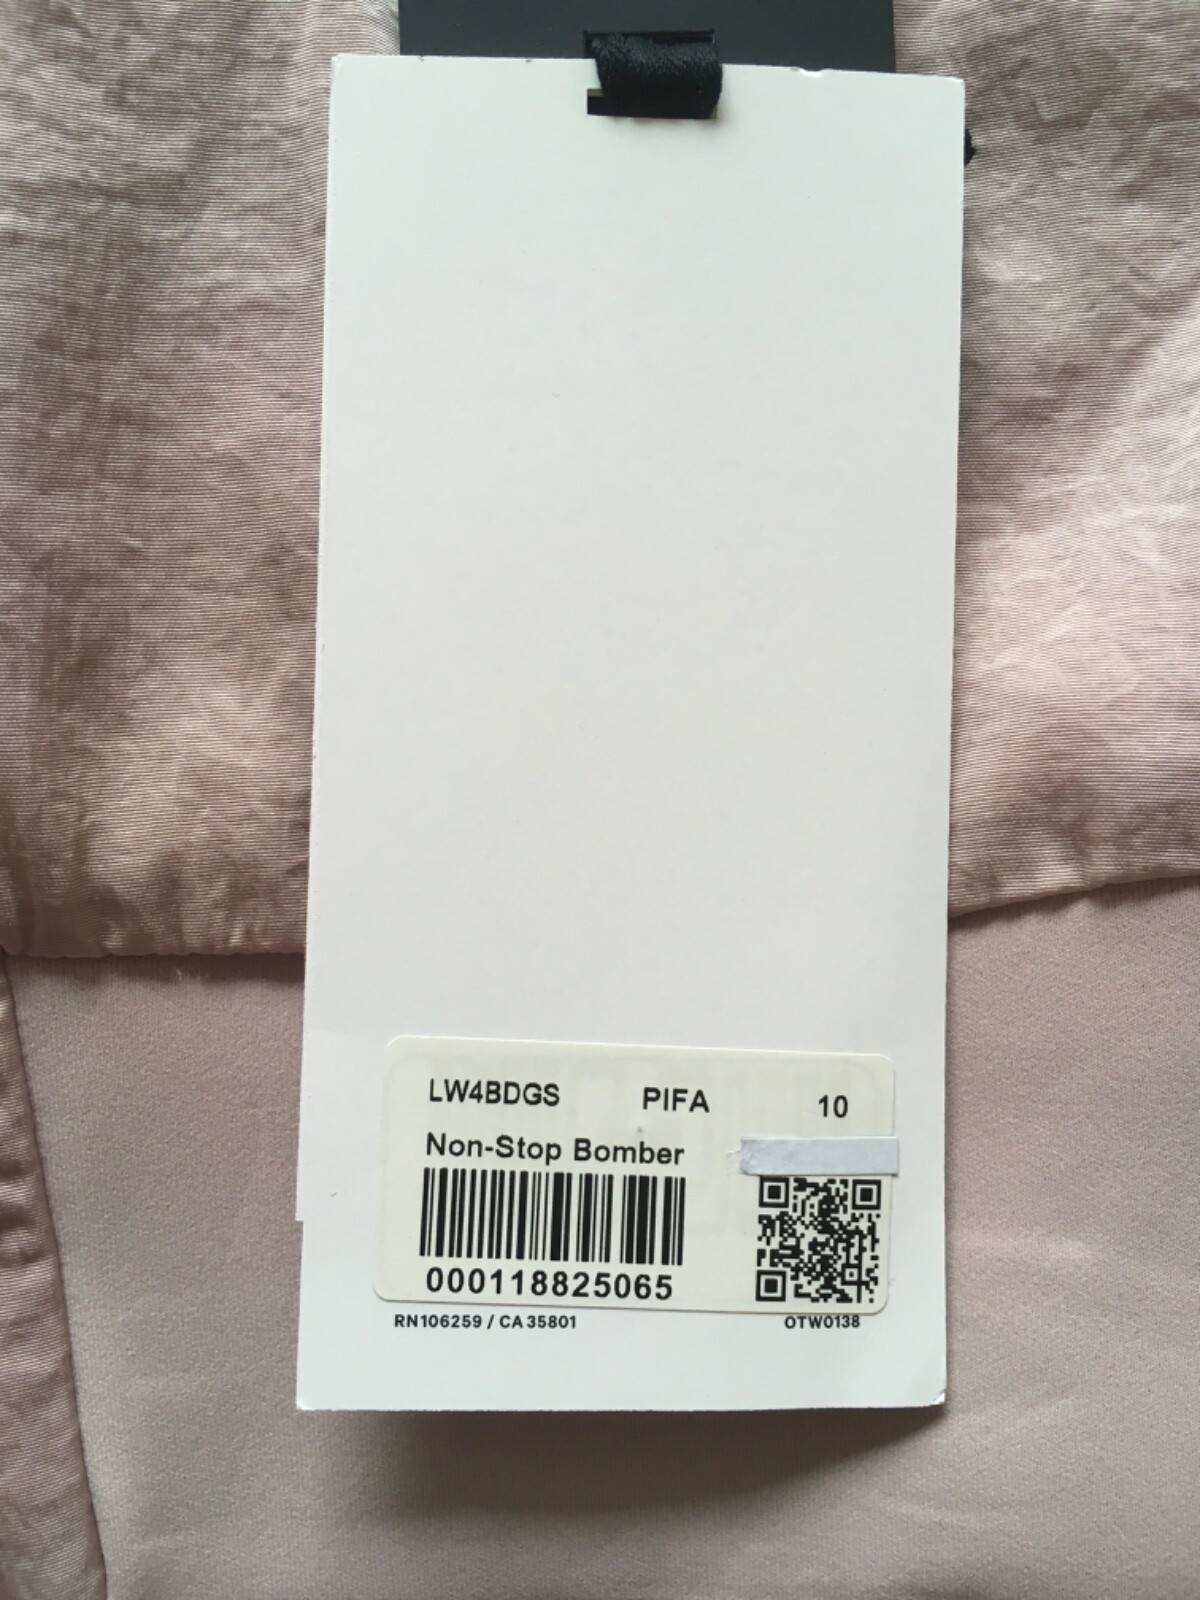 LW4BDGS PIFA 10
Non-Stop Bomber
000118825065
RN106259 / CA 35801 OTW0138